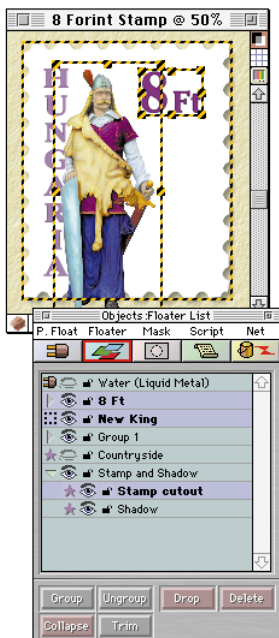 8 Forint Stamp @ 50%
HUNGARIA
8 Ft
Objects:Floater List
P. Float Floater Mask Script Net
Water (Liquid Metal)
8 Ft
New King
Group 1
Countryside
Stamp and Shadow
Stamp cutout
Shadow
Group Ungroup Drop Delete
Collapse Trim